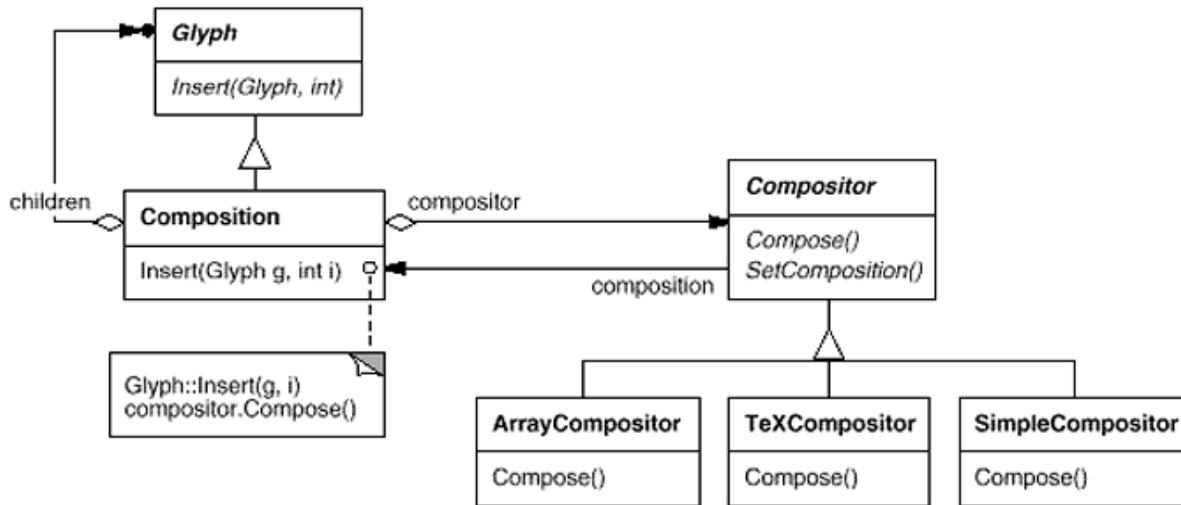 Glyph
Insert(Glyph, int)
children
Composition
Insert(Glyph g, int i)
compositor
composition
Compositor
Compose()
SetComposition()
Glyph::Insert(g, i)
compositor.Compose()
ArrayCompositor
Compose()
TeXCompositor
Compose()
SimpleCompositor
Compose()